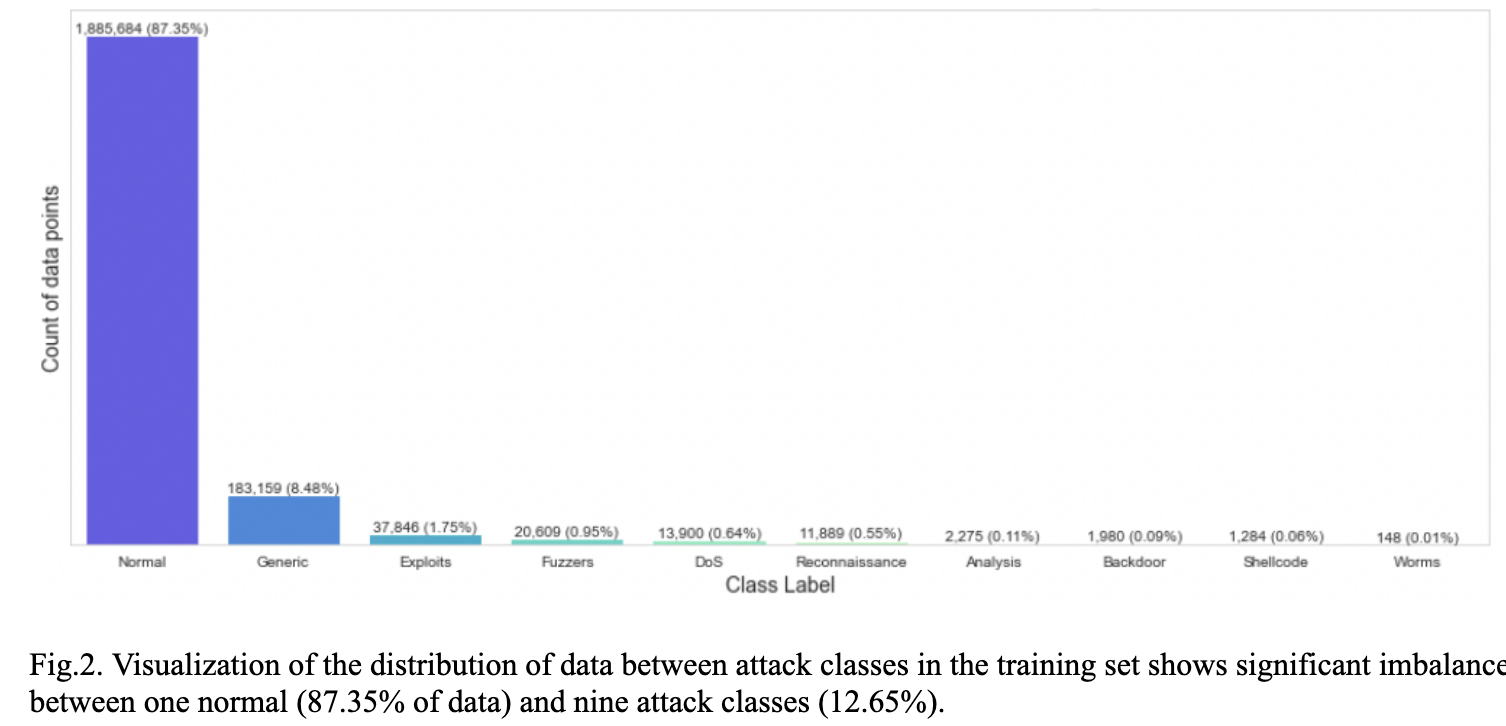 1,885,684 (87.35%)
183,159 (8.48%)
37,846 (1.75%)
20,609 (0.95%)
13,900 (0.64%)
11,889 (0.55%)
2,275 (0.11%)
1,980 (0.09%)
1,284 (0.06%)
148 (0.01%)
Count of data points
Normal
Generic
Exploits
Fuzzers
DoS
Reconnaissance
Analysis
Backdoor
Shellcode
Worms
Class Label
Fig.2. Visualization of the distribution of data between attack classes in the training set shows significant imbalance
between one normal (87.35% of data) and nine attack classes (12.65%).